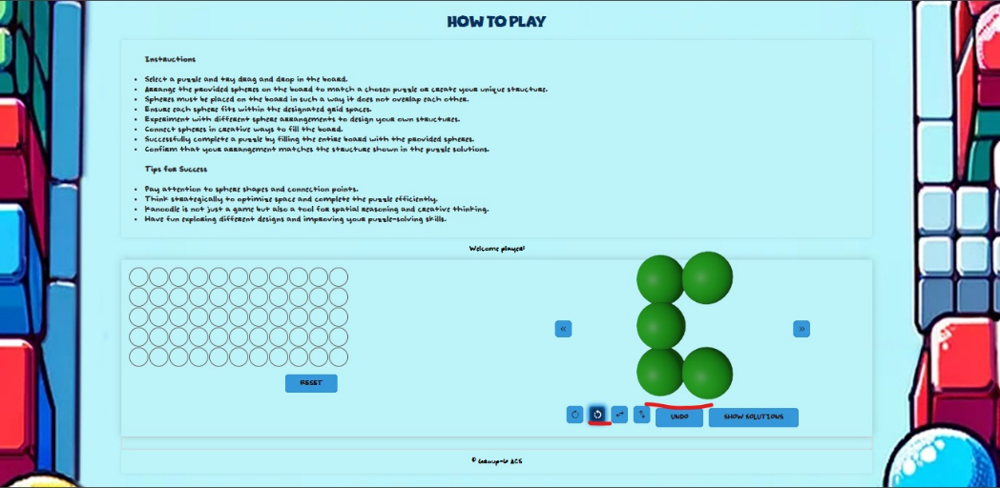 HOW TO PLAY
Instructions
• Select a puzzle and try drag and drop in the board.
• Arrange the provided spheres on the board to match a chosen puzzle or create your unique structure.
• Spheres must be placed on the board in such a way it does not overlap each other.
• Ensure each sphere fits within the designated grid spaces.
• Experiment with different sphere arrangements to design your own structures.
• Connect spheres in creative ways to fill the board.
• Successfully complete a puzzle by filling the entire board with the provided spheres.
• Confirm that your arrangement matches the structure shown in the puzzle solutions.
Tips for Success
• Pay attention to sphere shapes and connection points.
• Think strategically to optimize space and complete the puzzle efficiently.
• Kanoodle is not just a game but also a tool for spatial reasoning and creative thinking.
• Have fun exploring different designs and improving your puzzle-solving skills.
Welcome player!
«
»
RESET
UNDO
SHOW SOLUTIONS
© Group-6 ACS